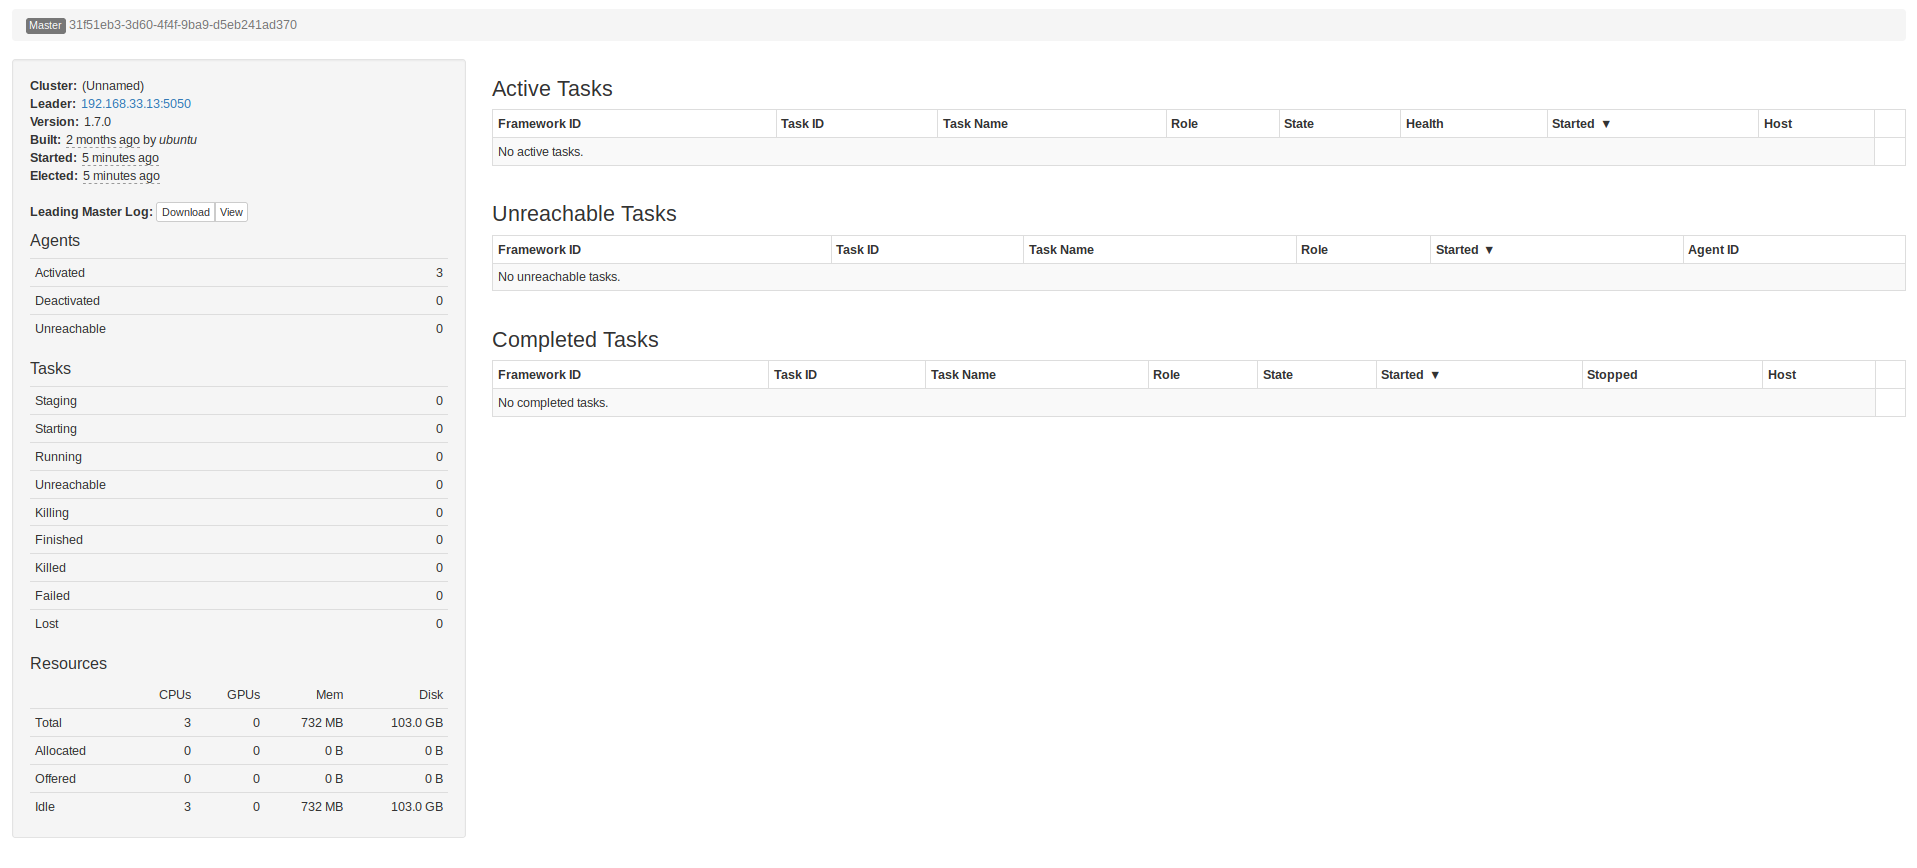 Master 31f51eb3-3d60-4f4f-9ba9-d5eb241ad370
Cluster: (Unnamed)
Leader: 192.168.33.13:5050
Version: 1.7.0
Built: 2 months ago by ubuntu
Started: 5 minutes ago
Elected: 5 minutes ago
Leading Master Log: Download View
Agents
Activated 3
Deactivated 0
Unreachable 0
Tasks
Staging 0
Starting 0
Running 0
Unreachable 0
Killing 0
Finished 0
Killed 0
Failed 0
Lost 0
Resources
CPUs GPUs Mem Disk
Total 3 0 732 MB 103.0 GB
Allocated 0 0 0 B 0 B
Offered 0 0 0 B 0 B
Idle 3 0 732 MB 103.0 GB
Active Tasks
Framework ID Task ID Task Name Role State Health Started ▼ Host
No active tasks.
Unreachable Tasks
Framework ID Task ID Task Name Role Started ▼ Agent ID
No unreachable tasks.
Completed Tasks
Framework ID Task ID Task Name Role State Started ▼ Stopped Host
No completed tasks.